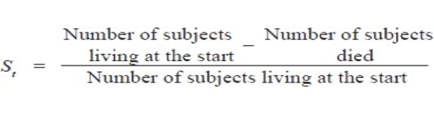 Number of subjects living at the start − Number of subjects died
S_t = 
Number of subjects living at the start